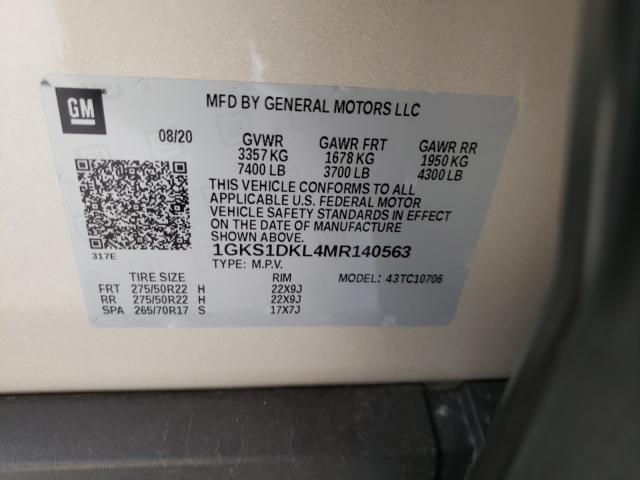 GM
MFD BY GENERAL MOTORS LLC
08/20 GVWR GAWR FRT GAWR RR
3357 KG 1678 KG 1950 KG
7400 LB 3700 LB 4300 LB
THIS VEHICLE CONFORMS TO ALL
APPLICABLE U.S. FEDERAL MOTOR
VEHICLE SAFETY STANDARDS IN EFFECT
ON THE DATE OF MANUFACTURE
SHOWN ABOVE.
317E
1GKS1DKL4MR140563
TYPE: M.P.V. MODEL: 43TC10706
TIRE SIZE RIM
FRT 275/50R22 H 22X9J
RR 275/50R22 H 22X9J
SPA 265/70R17 S 17X7J